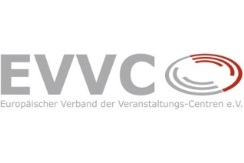 EVVC
Europäischer Verband der Veranstaltungs-Centren e.V.